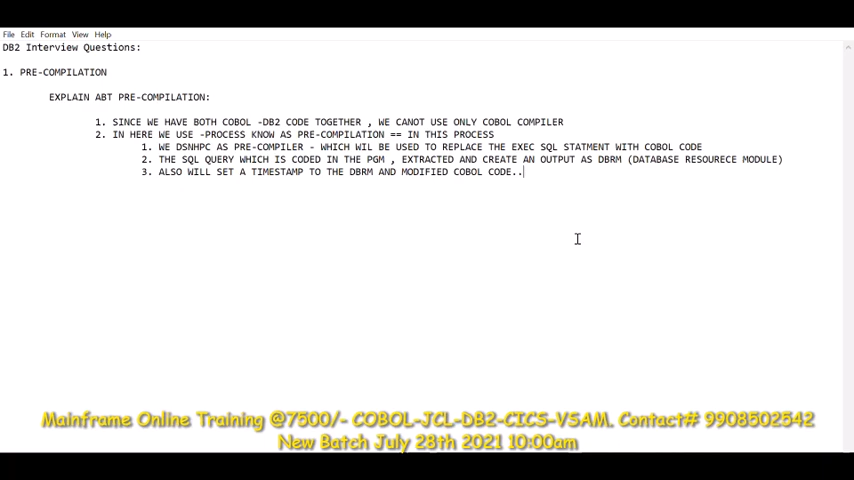 File Edit Format View Help
DB2 Interview Questions:
1. PRE-COMPILATION
EXPLAIN ABT PRE-COMPILATION:
1. SINCE WE HAVE BOTH COBOL -DB2 CODE TOGETHER , WE CANOT USE ONLY COBOL COMPILER
2. IN HERE WE USE -PROCESS KNOW AS PRE-COMPILATION == IN THIS PROCESS
1. WE DSNHPC AS PRE-COMPILER - WHICH WIL BE USED TO REPLACE THE EXEC SQL STATMENT WITH COBOL CODE
2. THE SQL QUERY WHICH IS CODED IN THE PGM , EXTRACTED AND CREATE AN OUTPUT AS DBRM (DATABASE RESOURECE MODULE)
3. ALSO WILL SET A TIMESTAMP TO THE DBRM AND MODIFIED COBOL CODE..
Mainframe Online Training @7500/- COBOL-JCL-DB2-CICS-VSAM. Contact# 9908502542
New Batch July 28th 2021 10:00am